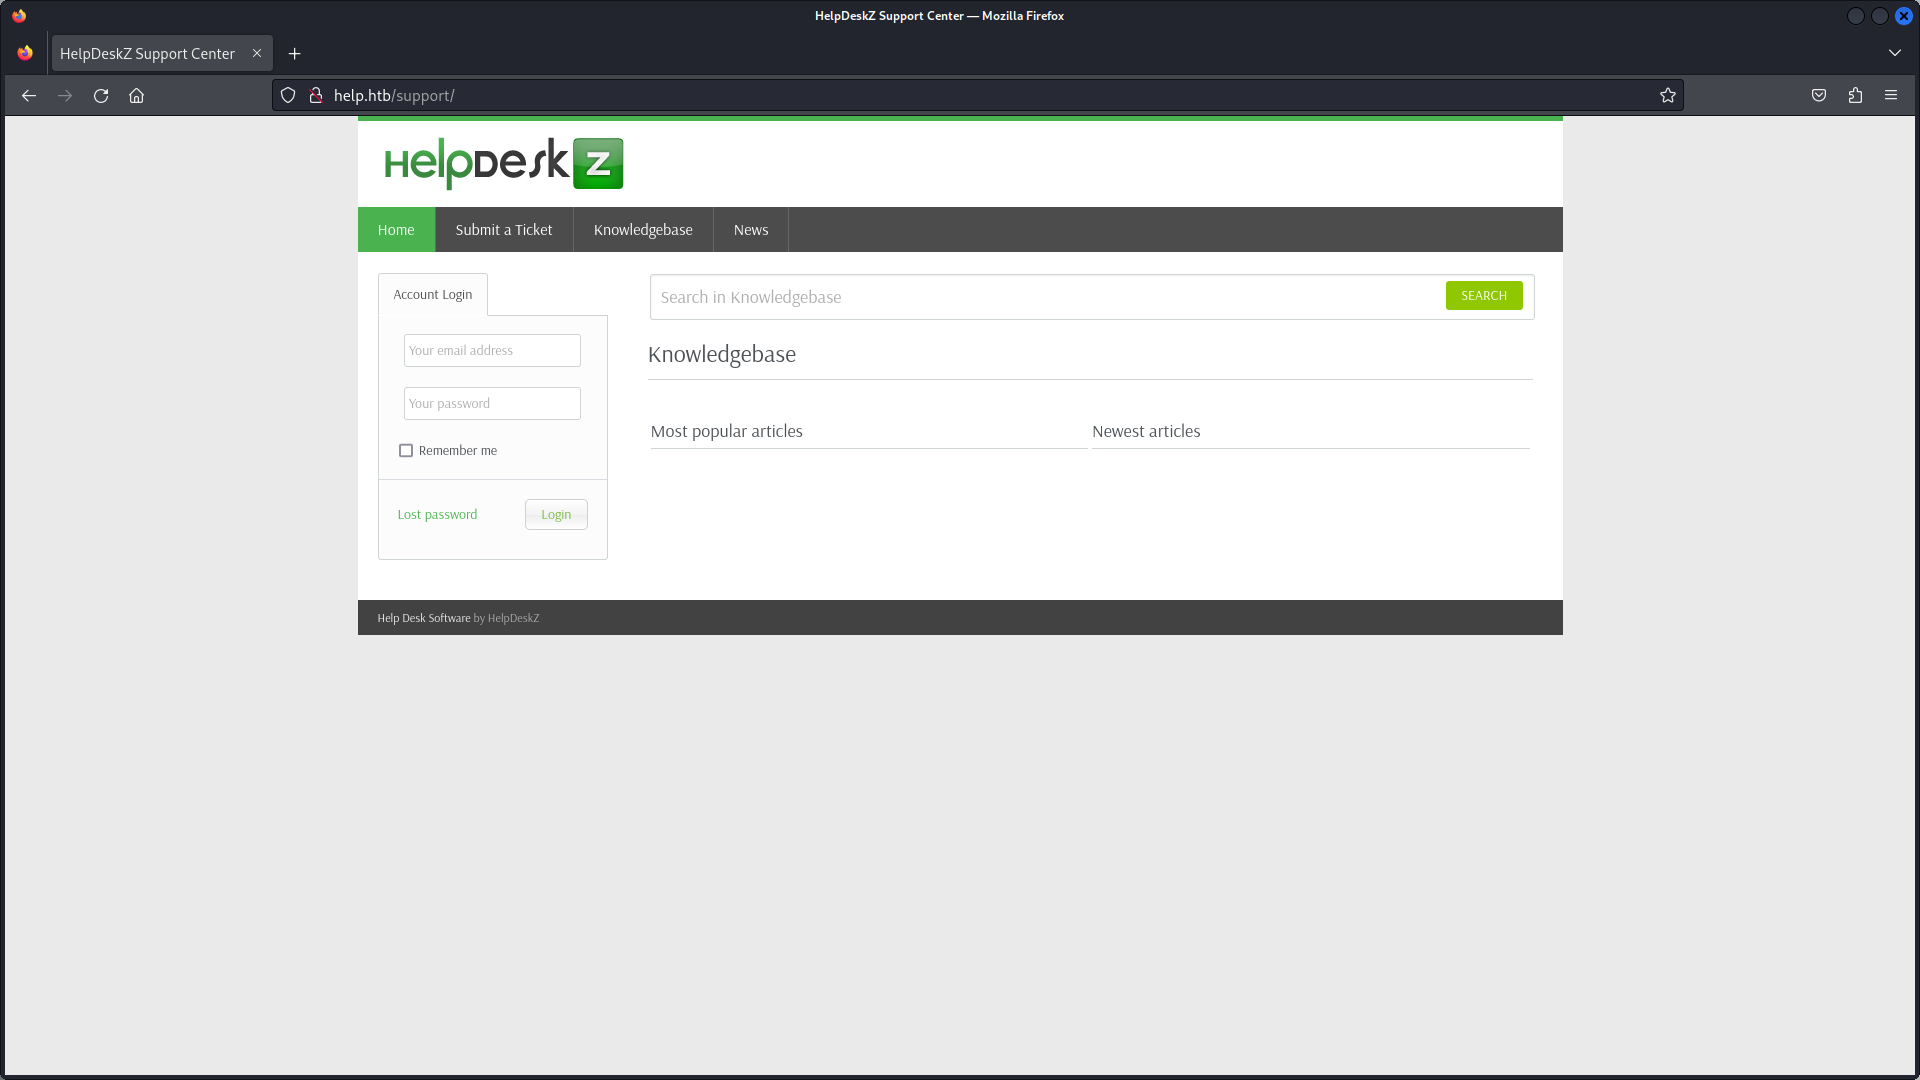 HelpDeskZ Support Center — Mozilla Firefox
HelpDeskZ Support Center
help.htb/support/
HelpDesk Z
Home
Submit a Ticket
Knowledgebase
News
Account Login
Your email address
Your password
Remember me
Lost password
Login
Search in Knowledgebase
SEARCH
Knowledgebase
Most popular articles
Newest articles
Help Desk Software by HelpDeskZ